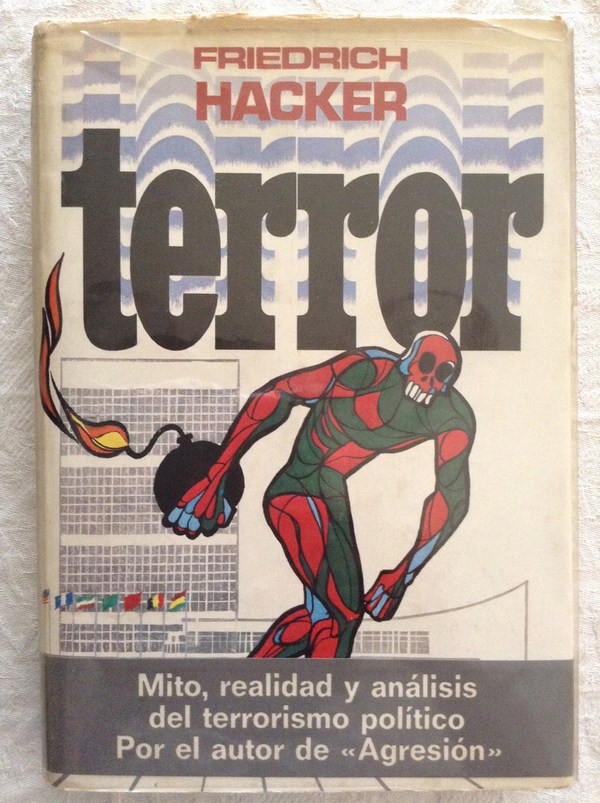 FRIEDRICH
HACKER
terror
Mito, realidad y análisis
del terrorismo político
Por el autor de «Agresión»